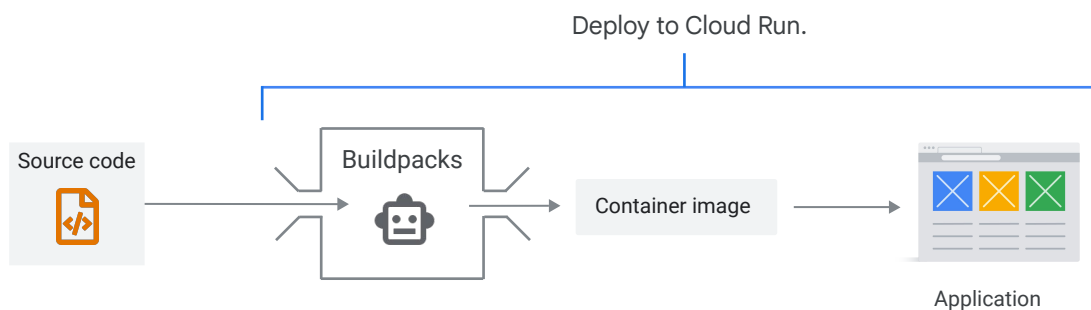 Deploy to Cloud Run.
Source code
Buildpacks
</>
Container image
Application